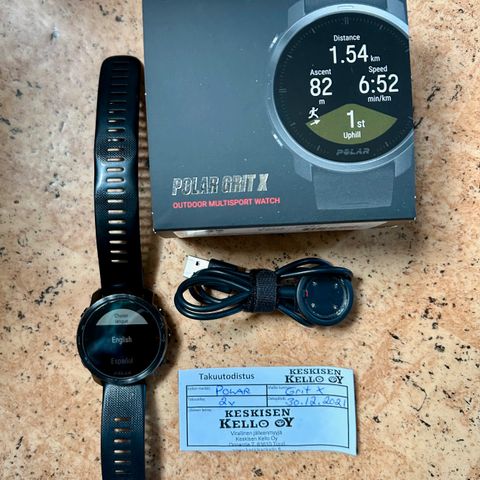 Distance
1.54 km
Ascent
Speed
82
6:52
m
min/km
1st
Uphill
POLAR
POLAR GRIT X
OUTDOOR MULTISPORT WATCH
English
Español
Takuutodistus
KESKISEN
KELLO OY
Polar
Grit X
2v
30.12.2021
KESKISEN
KELLO OY
Virallinen jälleenmyyjä
Keskisen Kello Oy